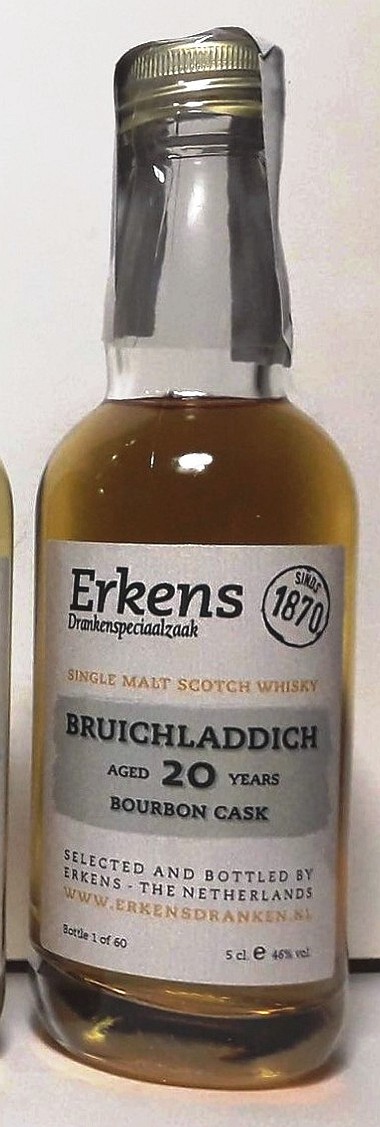 Erkens
Drankenspeciaalzaak
SINDS
1870
SINGLE MALT SCOTCH WHISKY
BRUICHLADDICH
AGED 20 YEARS
BOURBON CASK
SELECTED AND BOTTLED BY
ERKENS - THE NETHERLANDS
WWW.ERKENSDRANKEN.NL
Bottle 1 of 60
5 cl. e 46% vol.